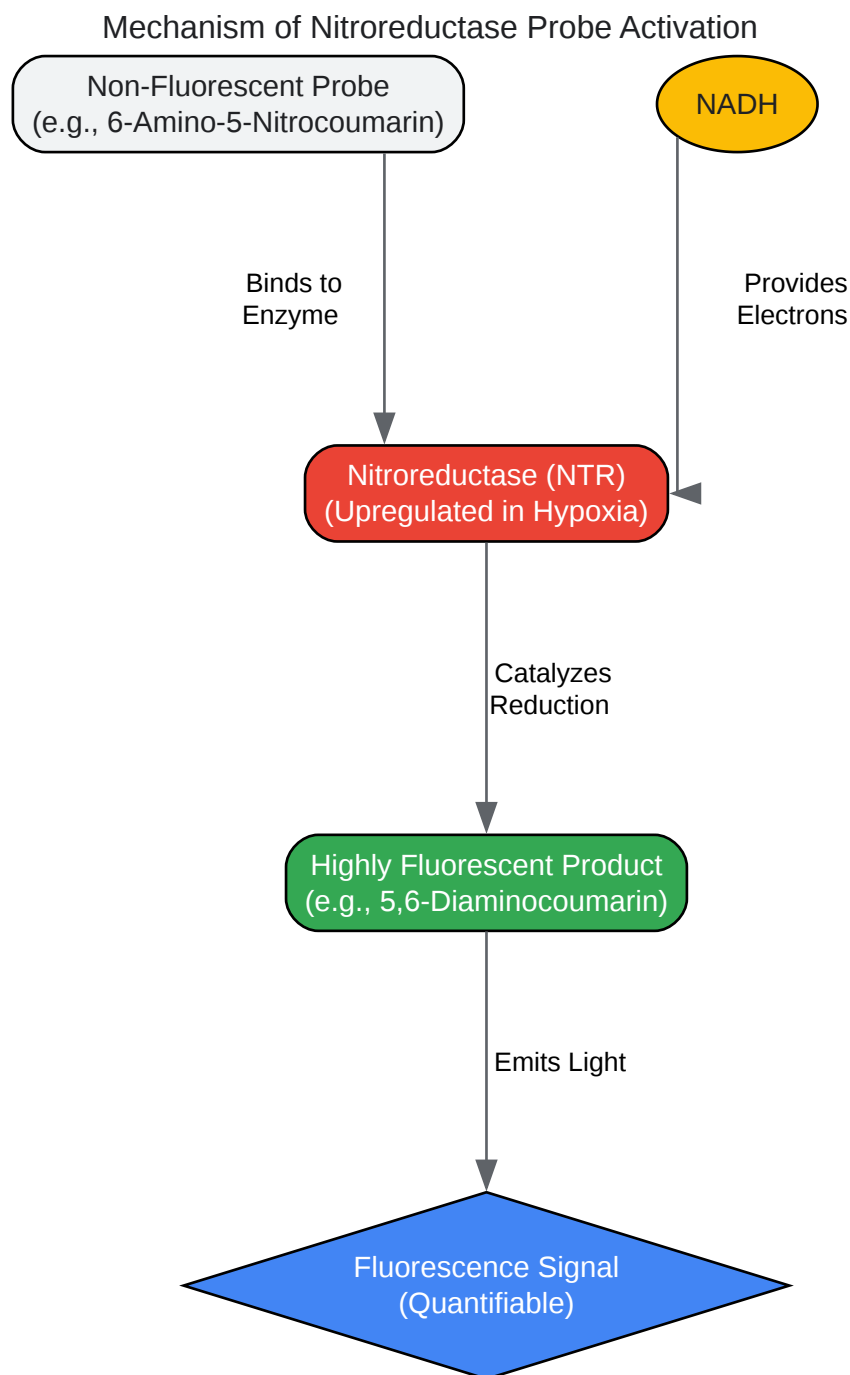 Mechanism of Nitroreductase Probe Activation
Non-Fluorescent Probe
(e.g., 6-Amino-5-Nitrocoumarin)
NADH
Binds to
Enzyme
Provides
Electrons
Nitroreductase (NTR)
(Upregulated in Hypoxia)
Catalyzes
Reduction
Highly Fluorescent Product
(e.g., 5,6-Diaminocoumarin)
Emits Light
Fluorescence Signal
(Quantifiable)